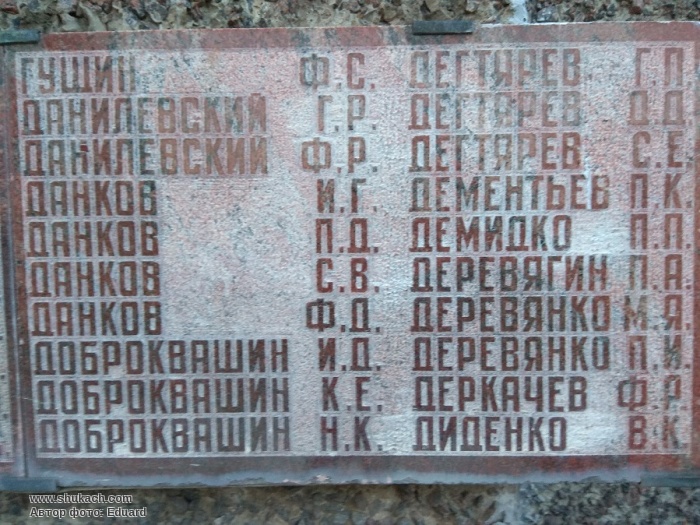 ГУЩИН Ф.С. ДЕГТЯРЕВ Г.П.
ДАНИЛЕВСКИЙ Г.Р. ДЕГТЯРЕВ Д.Д.
ДАНИЛЕВСКИЙ Ф.Р. ДЕГТЯРЕВ С.Е.
ДАНКОВ И.Г. ДЕМЕНТЬЕВ П.К.
ДАНКОВ П.Д. ДЕМИДКО П.П.
ДАНКОВ С.В. ДЕРЕВЯГИН П.А.
ДАНКОВ Ф.Д. ДЕРЕВЯНКО М.Я
ДОБРОКВАШИН И.Д. ДЕРЕВЯНКО П.И
ДОБРОКВАШИН К.Е. ДЕРКАЧЕВ Ф.Р.
ДОБРОКВАШИН Н.К. ДИДЕНКО В.К.
www.shukach.com
Автор фото: Eduard